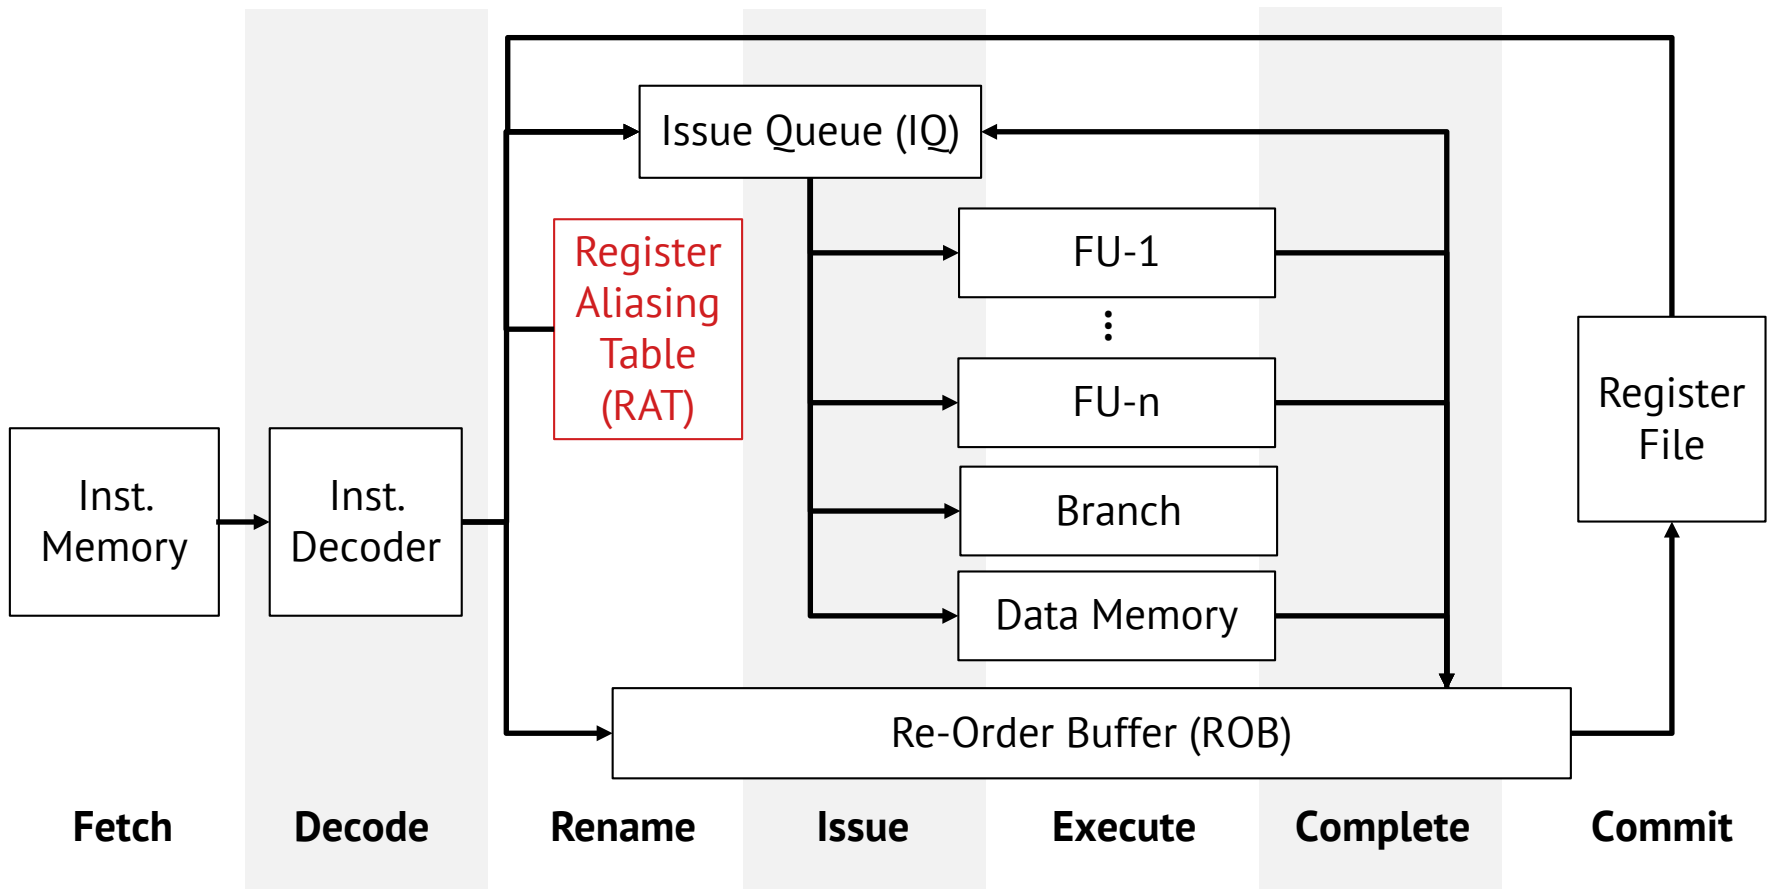 Issue Queue (IQ)
Register
Aliasing
Table
(RAT)
FU-1
FU-n
Branch
Data Memory
Inst.
Memory
Inst.
Decoder
Register
File
Re-Order Buffer (ROB)
Fetch
Decode
Rename
Issue
Execute
Complete
Commit